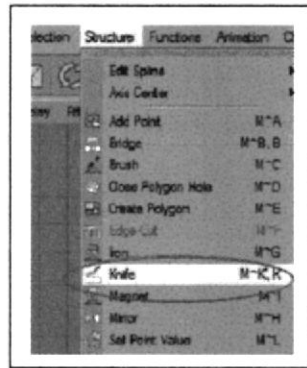 Structure Functions Animation
Edit Spline
Axis Center
Add Point M~A
Bridge M~B, B
Brush M~C
Close Polygon Hole M~D
Create Polygon M~E
Edge Cut M~F
Iron M~G
Knife M~K, K
Magnet M~I
Mirror M~H
Set Point Value M~L